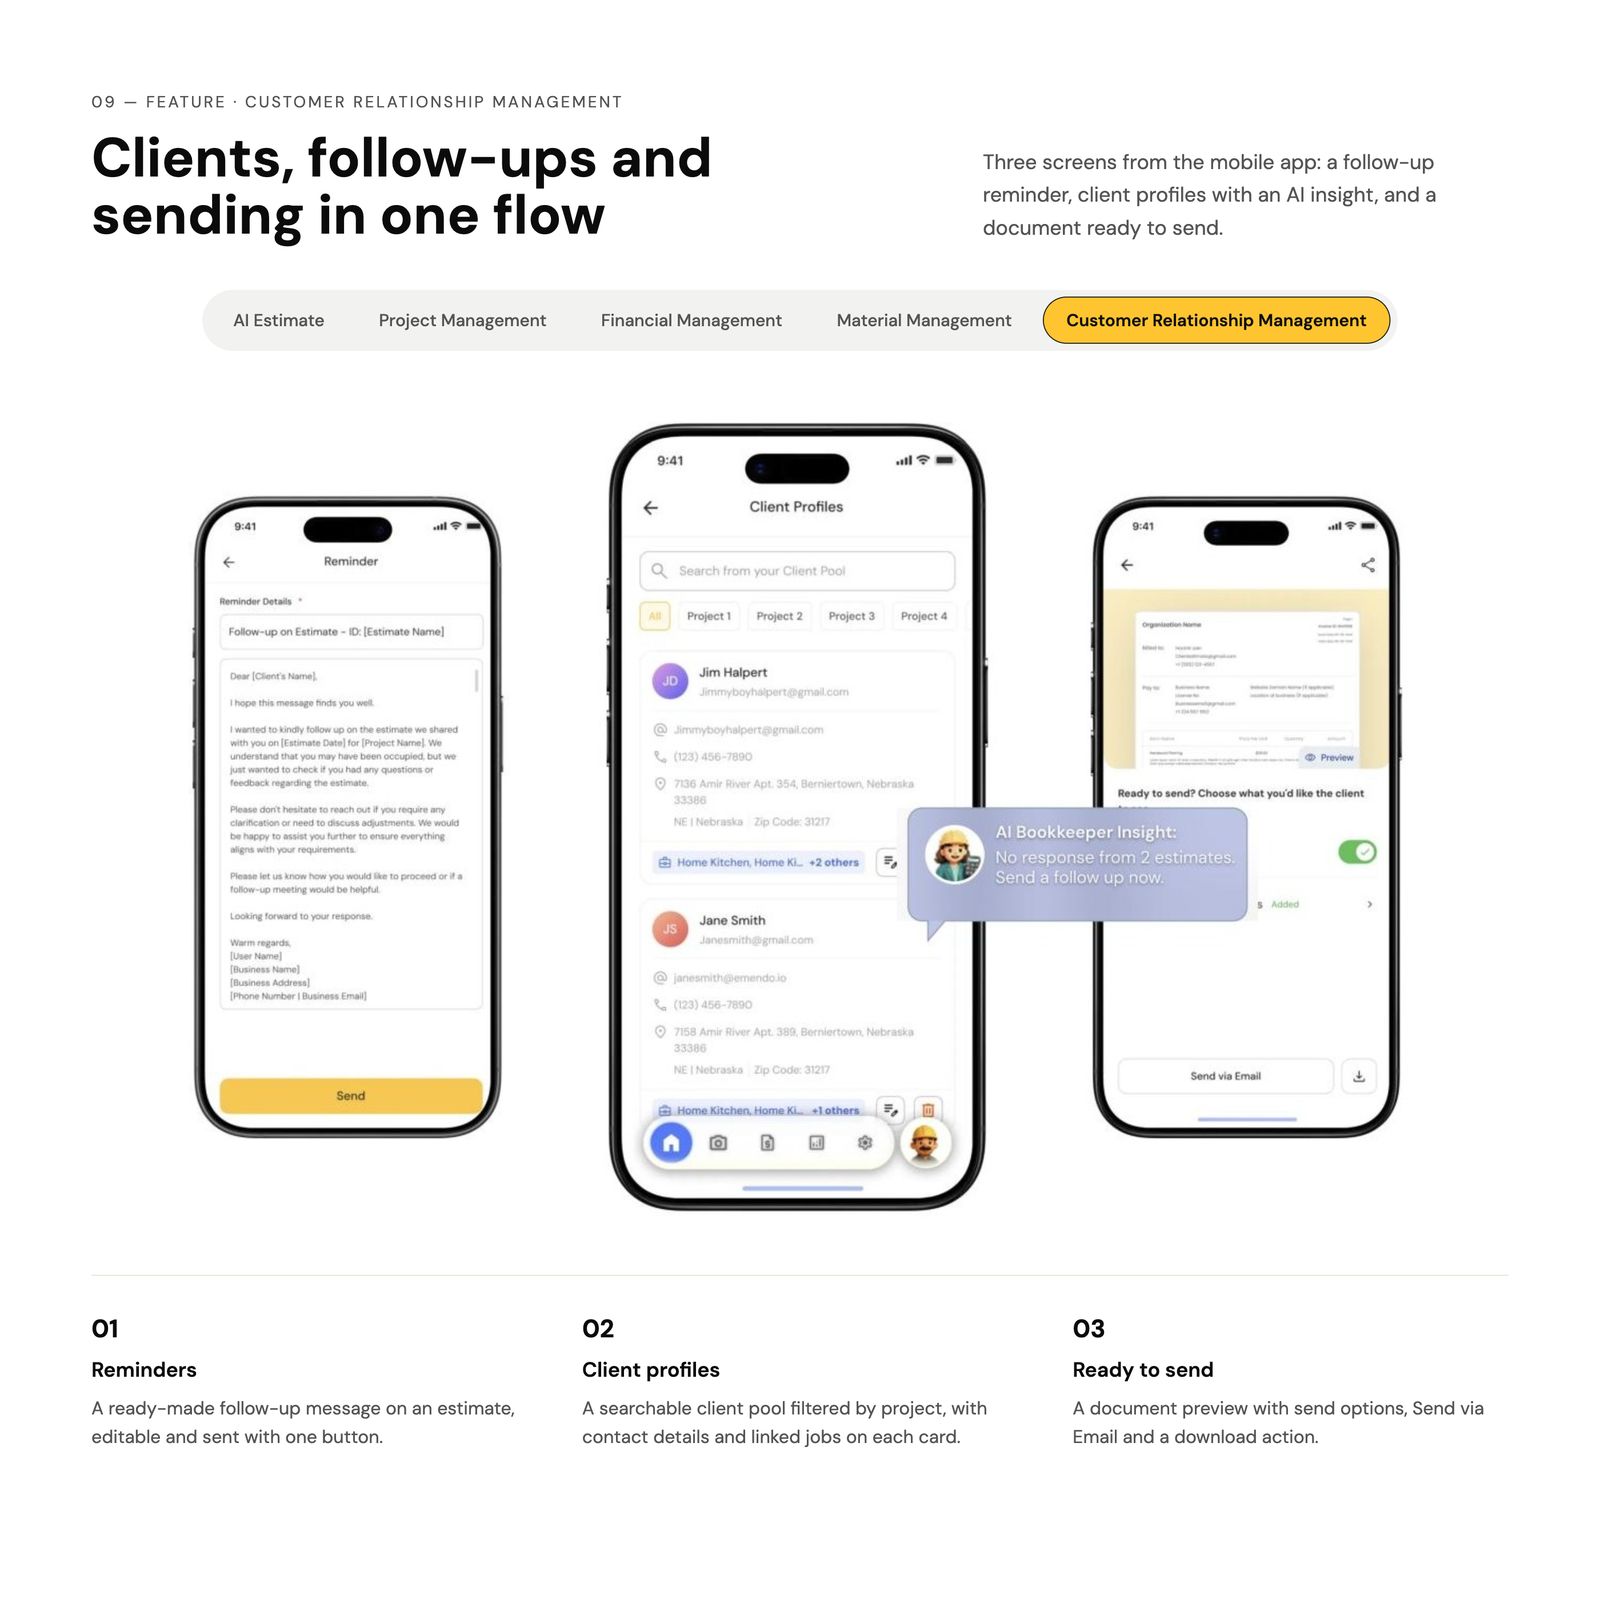 09 — FEATURE · CUSTOMER RELATIONSHIP MANAGEMENT
Clients, follow-ups and
sending in one flow
Three screens from the mobile app: a follow-up
reminder, client profiles with an AI insight, and a
document ready to send.
AI Estimate
Project Management
Financial Management
Material Management
Customer Relationship Management
9:41
Reminder
Reminder Details *
Follow-up on Estimate - ID: [Estimate Name]
Dear [Client's Name],
I hope this message finds you well.
I wanted to kindly follow up on the estimate we shared
with you on [Estimate Date] for [Project Name]. We
understand that you may have been occupied, but we
just wanted to check if you had any questions or
feedback regarding the estimate.
Please don't hesitate to reach out if you require any
clarification or need to discuss adjustments. We would
be happy to assist you further to ensure everything
aligns with your requirements.
Please let us know how you would like to proceed or if a
follow-up meeting would be helpful.
Looking forward to your response.
Warm regards,
[User Name]
[Business Name]
[Business Address]
[Phone Number | Business Email]
Send
9:41
Client Profiles
Search from your Client Pool
All
Project 1
Project 2
Project 3
Project 4
JD
Jim Halpert
Jimmyboyhalpert@gmail.com
Jimmyboyhalpert@gmail.com
(123) 456-7890
7136 Amir River Apt. 354, Berniertown, Nebraska
33386
NE | Nebraska | Zip Code: 31217
Home Kitchen, Home Ki... +2 others
JS
Jane Smith
Janesmith@gmail.com
janesmith@emendo.io
(123) 456-7890
7158 Amir River Apt. 389, Berniertown, Nebraska
33386
NE | Nebraska | Zip Code: 31217
Home Kitchen, Home Ki... +1 others
AI Bookkeeper Insight:
No response from 2 estimates.
Send a follow up now.
9:41
Organization Name
Billed to:
Pay to:
Business Name
License No
Preview
Ready to send? Choose what you'd like the client
s Added
Send via Email
01
Reminders
A ready-made follow-up message on an estimate,
editable and sent with one button.
02
Client profiles
A searchable client pool filtered by project, with
contact details and linked jobs on each card.
03
Ready to send
A document preview with send options, Send via
Email and a download action.